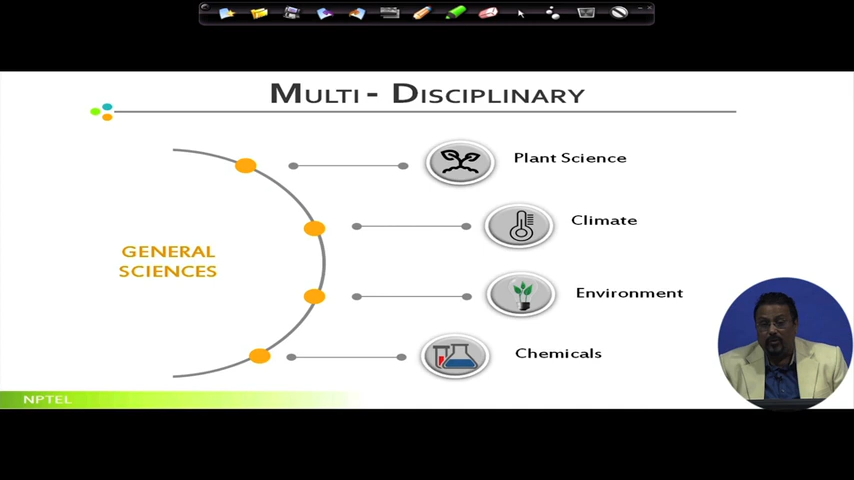 MULTI - DISCIPLINARY
Plant Science
Climate
GENERAL
SCIENCES
Environment
Chemicals
NPTEL